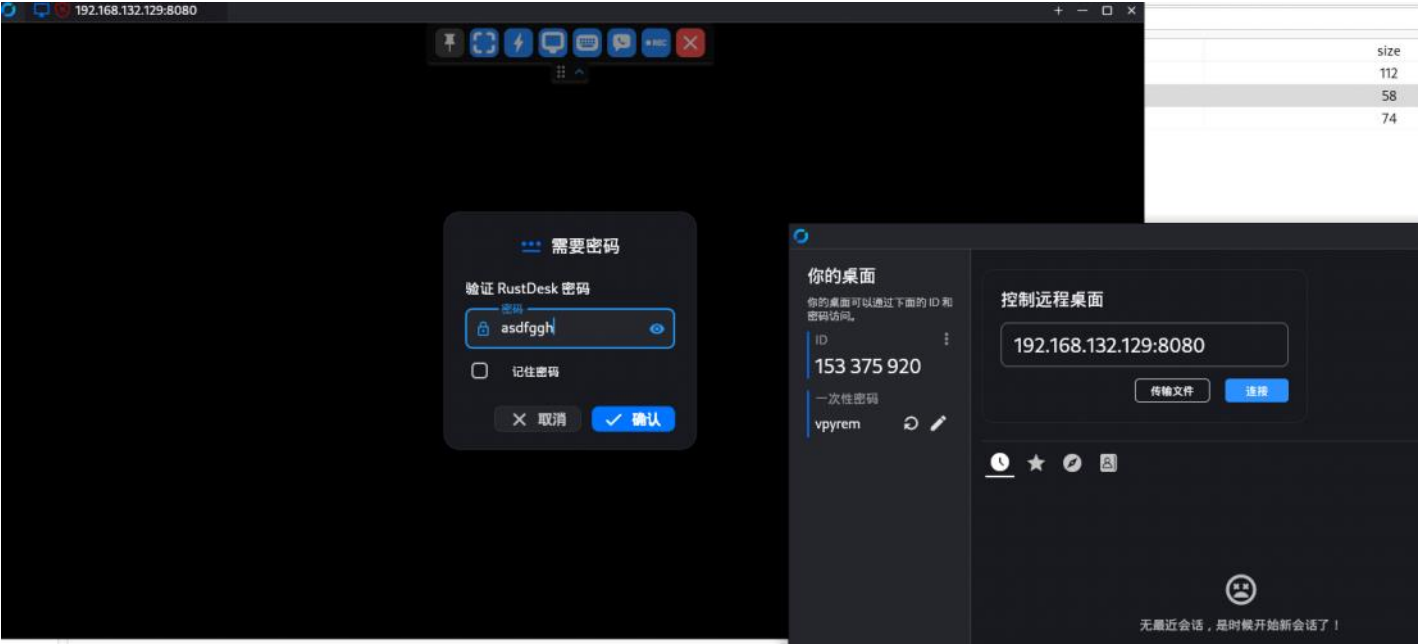 192.168.132.129:8080
REC
size
112
58
74
需要密码
验证 RustDesk 密码
密码
asdfggh
记住密码
取消
确认
你的桌面
你的桌面可以通过下面的 ID 和
密码访问。
ID
153 375 920
一次性密码
vpyrem
控制远程桌面
192.168.132.129:8080
传输文件
连接
无最近会话，是时候开始新会话了！